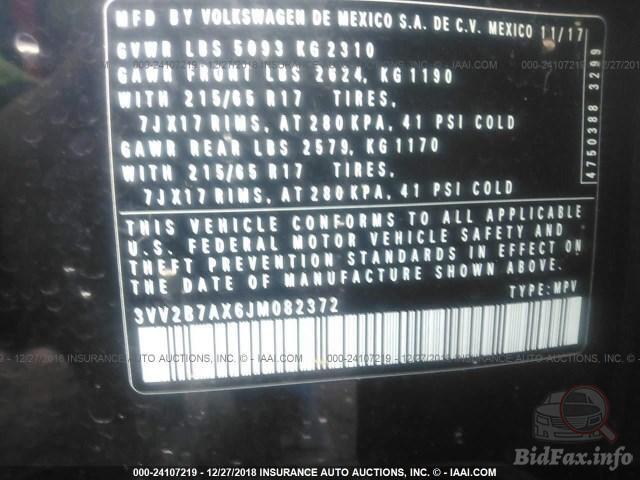 MFD BY VOLKSWAGEN DE MEXICO S.A. DE C.V. MEXICO 11/17
GVWR LBS 5093 KG 2310
GAWR FRONT LBS 2624, KG 1190
WITH 215/65 R17 TIRES,
7JX17 RIMS, AT 280 KPA, 41 PSI COLD
GAWR REAR LBS 2579, KG 1170
WITH 215/65 R17 TIRES,
7JX17 RIMS, AT 280 KPA, 41 PSI COLD
4750388 3299
THIS VEHICLE CONFORMS TO ALL APPLICABLE
U.S. FEDERAL MOTOR VEHICLE SAFETY AND
THEFT PREVENTION STANDARDS IN EFFECT ON
THE DATE OF MANUFACTURE SHOWN ABOVE.
TYPE: MPV
3VV2B7AX6JM082372
000-24107219 - 12/27/2018 INSURANCE AUTO AUCTIONS, INC. - © IAAI.COM
BidFax.info